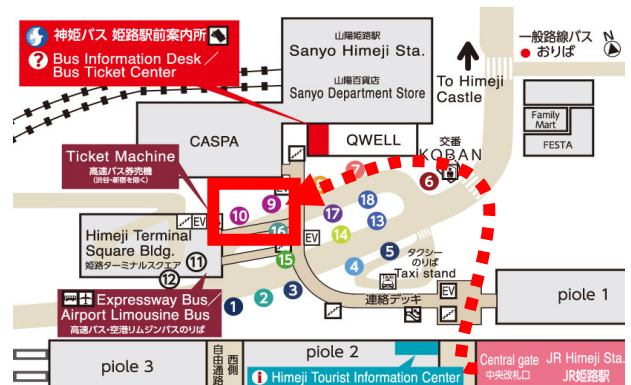 神姫バス 姫路駅前案内所
? Bus Information Desk／
Bus Ticket Center
山陽姫路駅
Sanyo Himeji Sta.
山陽百貨店
Sanyo Department Store
To Himeji
Castle
一般路線バス
おりば
N
Family
Mart
FESTA
CASPA
QWELL
交番
KOBAN
Ticket Machine
高速バス券売機
(渋谷・新宿を除く)
EV
7
6
10
9
17
18
13
16
14
EV
EV
Himeji Terminal
Square Bldg.
姫路ターミナルスクエア
11
12
15
5
4
タクシー
のりば
Taxi stand
Expressway Bus／
Airport Limousine Bus
高速バス・空港リムジンバスのりば
1
2
3
連絡デッキ
EV
piole 1
piole 3
西側
自由通路
piole 2
i Himeji Tourist Information Center
Central gate
中央改札口
JR Himeji Sta.
JR姫路駅